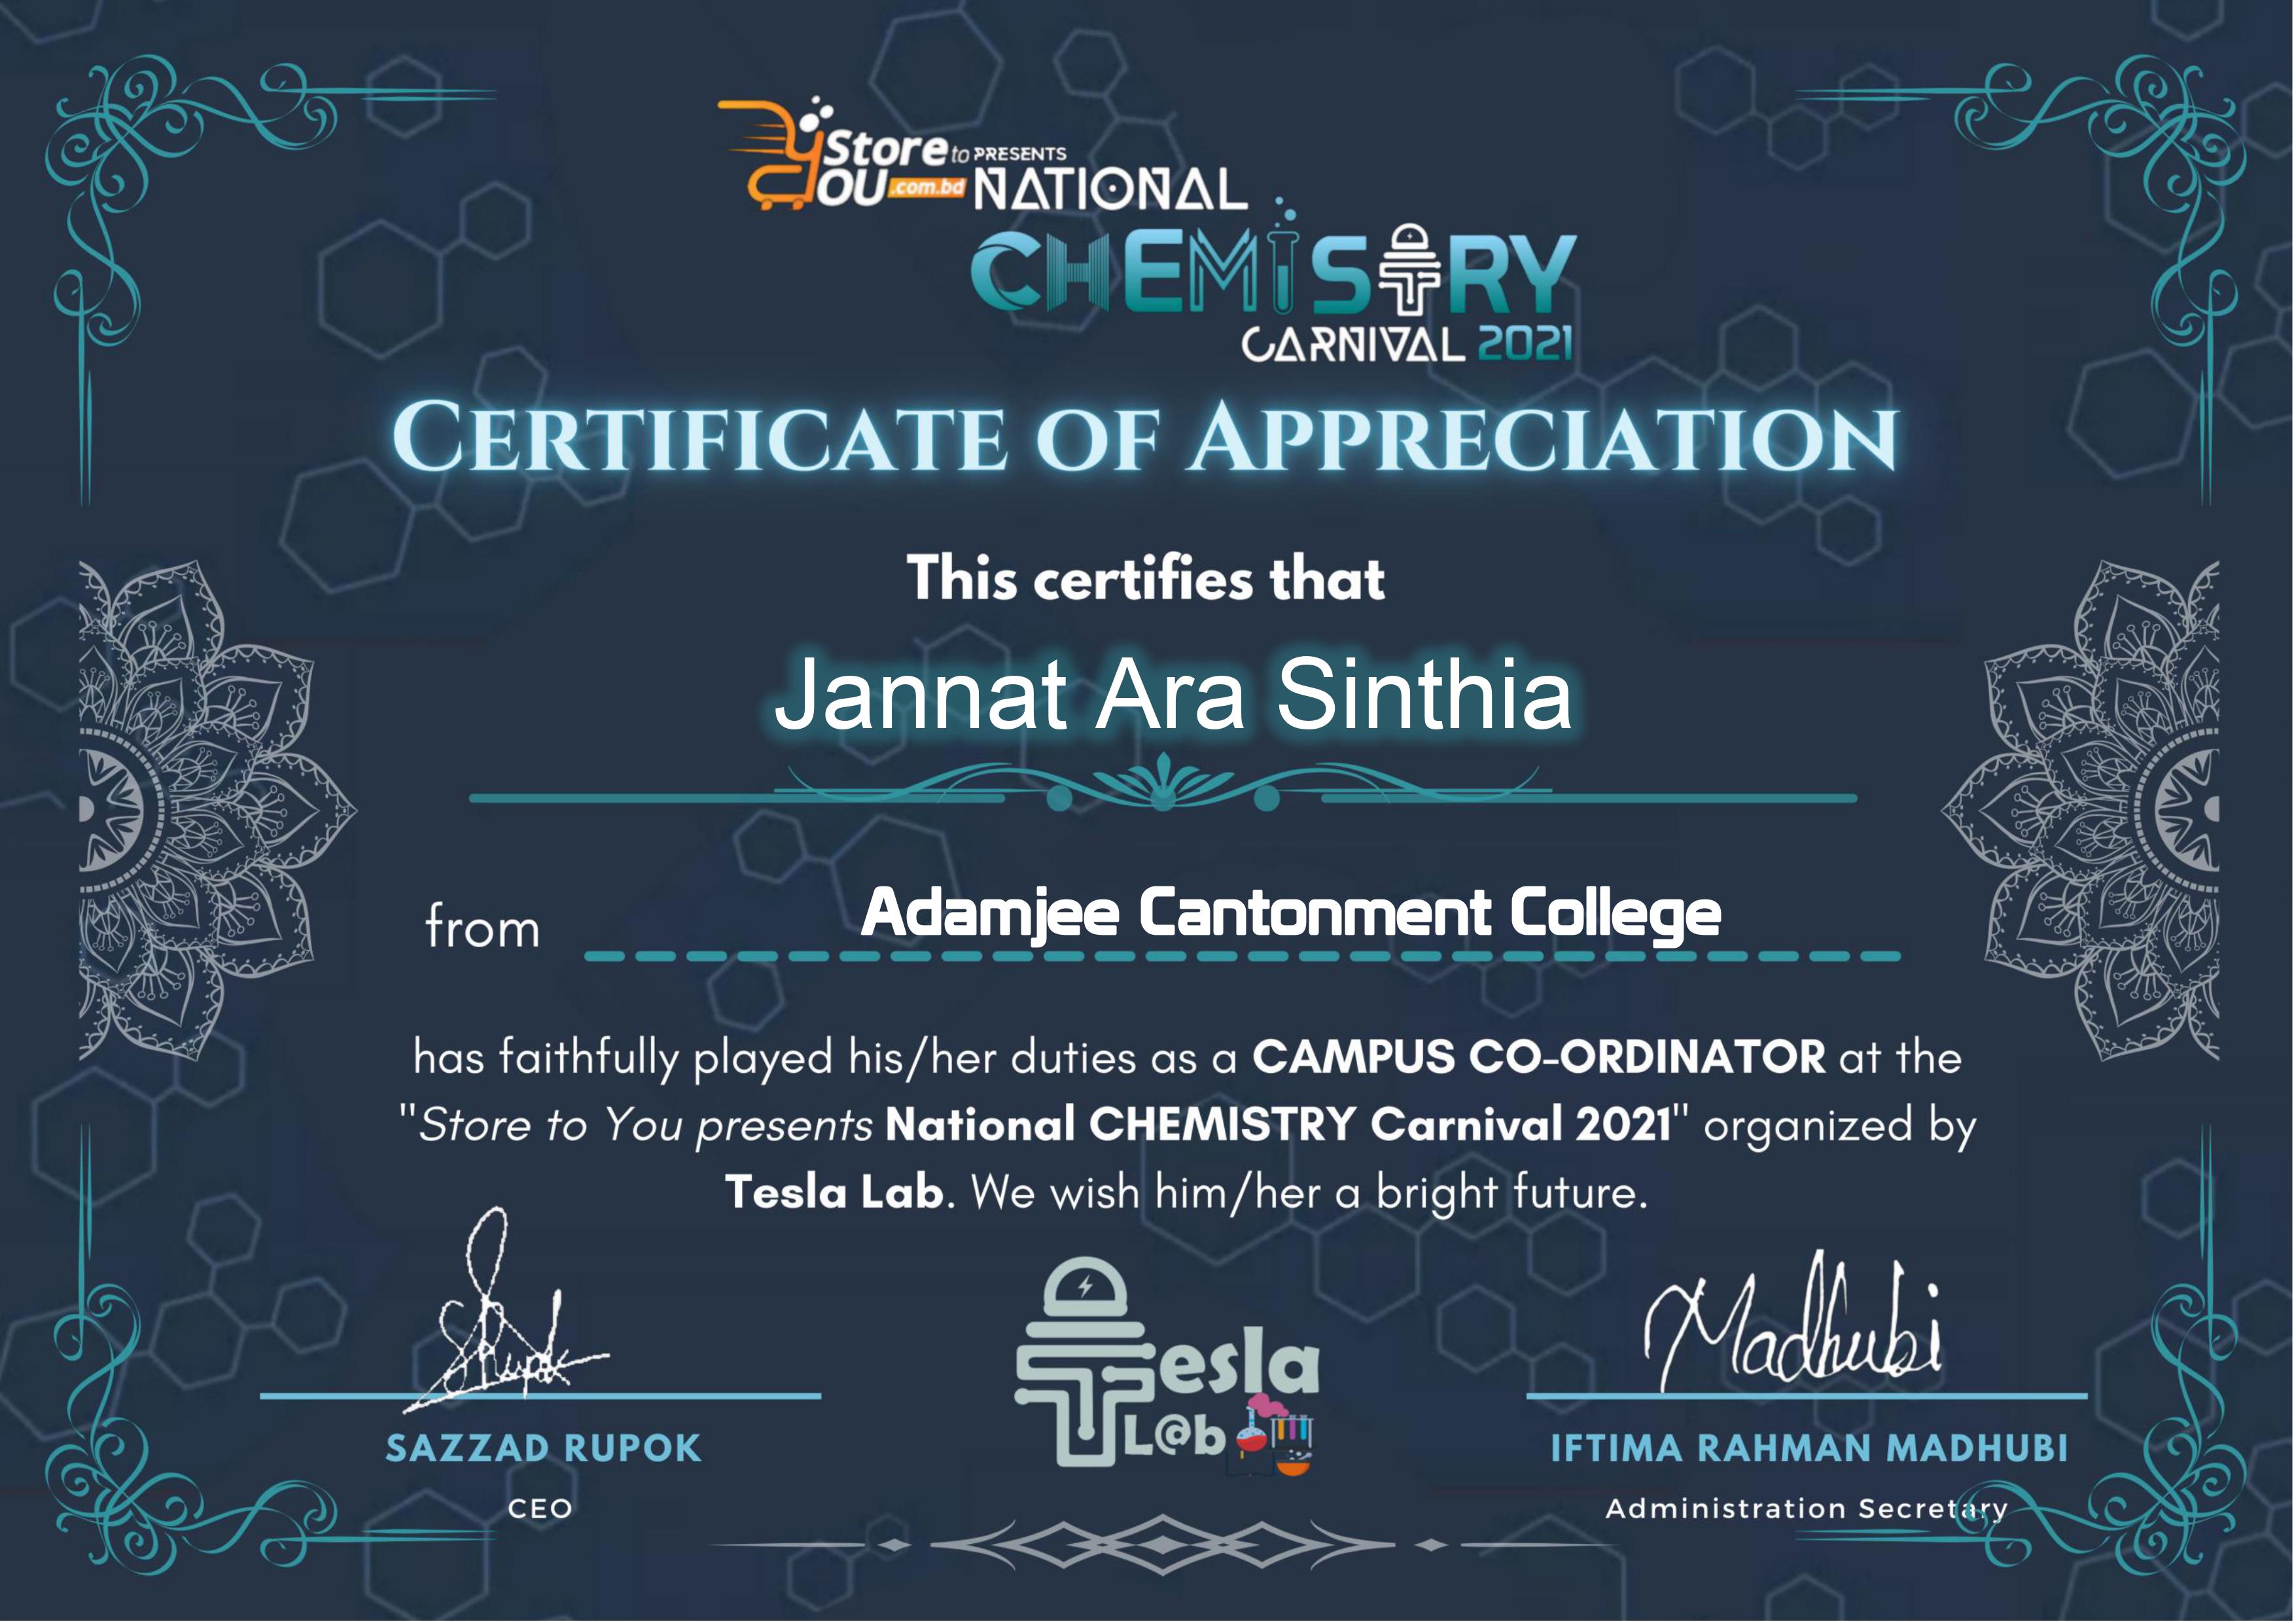 Store to PRESENTS
YOU .com.bd NATIONAL
CHEMISTRY
CARNIVAL 2021
CERTIFICATE OF APPRECIATION
This certifies that
Jannat Ara Sinthia
from Adamjee Cantonment College
has faithfully played his/her duties as a CAMPUS CO-ORDINATOR at the
"Store to You presents National CHEMISTRY Carnival 2021" organized by
Tesla Lab. We wish him/her a bright future.
SRupok
Madhubi
Tesla
L@b
SAZZAD RUPOK
IFTIMA RAHMAN MADHUBI
CEO
Administration Secretary